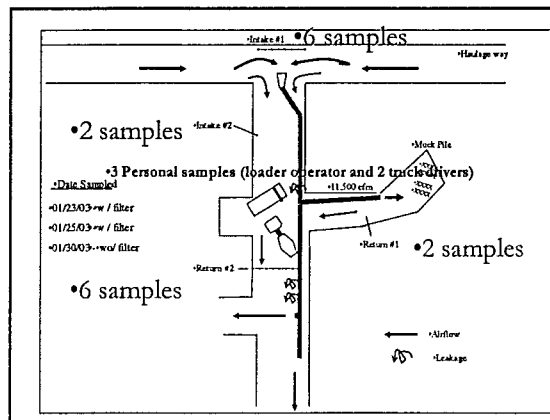 •6 samples
•Intake #1
•Haulage way
•2 samples
•Intake #2
•Muck Pile
•3 Personal samples (loader operator and 2 truck drivers)
•Date Sampled
•11,500 cfm
•01/23/03--w / filter
•01/25/03--w / filter
•01/30/03--wo/ filter
•Return #1
•2 samples
•Return #2
•6 samples
•Airflow
•Leakage